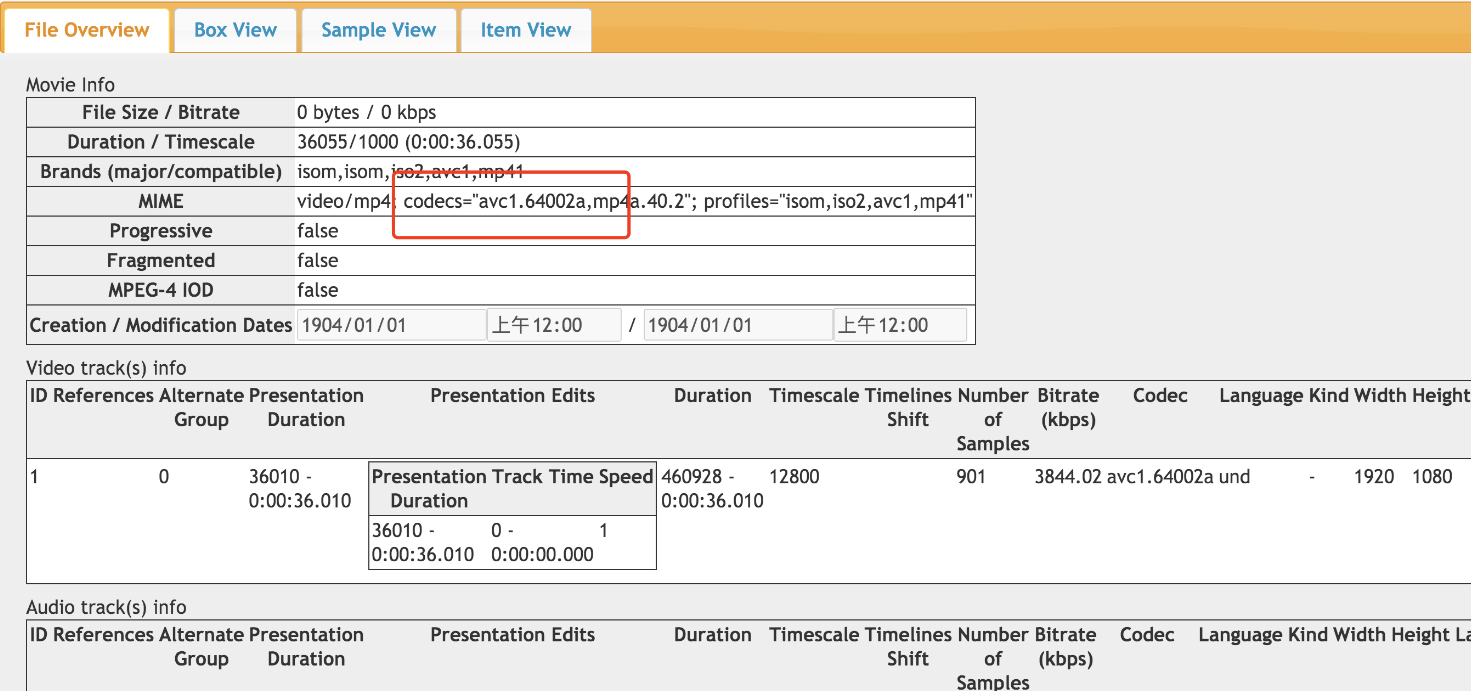 File Overview Box View Sample View Item View
Movie Info
File Size / Bitrate 0 bytes / 0 kbps
Duration / Timescale 36055/1000 (0:00:36.055)
Brands (major/compatible) isom,isom,iso2,avc1,mp41
MIME video/mp4; codecs="avc1.64002a,mp4a.40.2"; profiles="isom,iso2,avc1,mp41"
Progressive false
Fragmented false
MPEG-4 IOD false
Creation / Modification Dates 1904/01/01 上午12:00 / 1904/01/01 上午12:00
Video track(s) info
ID References Alternate Presentation Presentation Edits Duration Timescale Timelines Number Bitrate Codec Language Kind Width Height
Group Duration Shift of (kbps)
Samples
1 0 36010 - Presentation Track Time Speed 460928 - 12800 901 3844.02 avc1.64002a und - 1920 1080
0:00:36.010 Duration 0:00:36.010
36010 - 0 - 1
0:00:36.010 0:00:00.000
Audio track(s) info
ID References Alternate Presentation Presentation Edits Duration Timescale Timelines Number Bitrate Codec Language Kind Width Height
Group Duration Shift of (kbps)
Samples